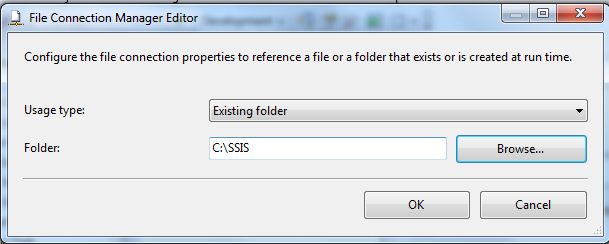 File Connection Manager Editor
Configure the file connection properties to reference a file or a folder that exists or is created at run time.
Usage type: Existing folder
Folder: C:\SSIS Browse...
OK Cancel